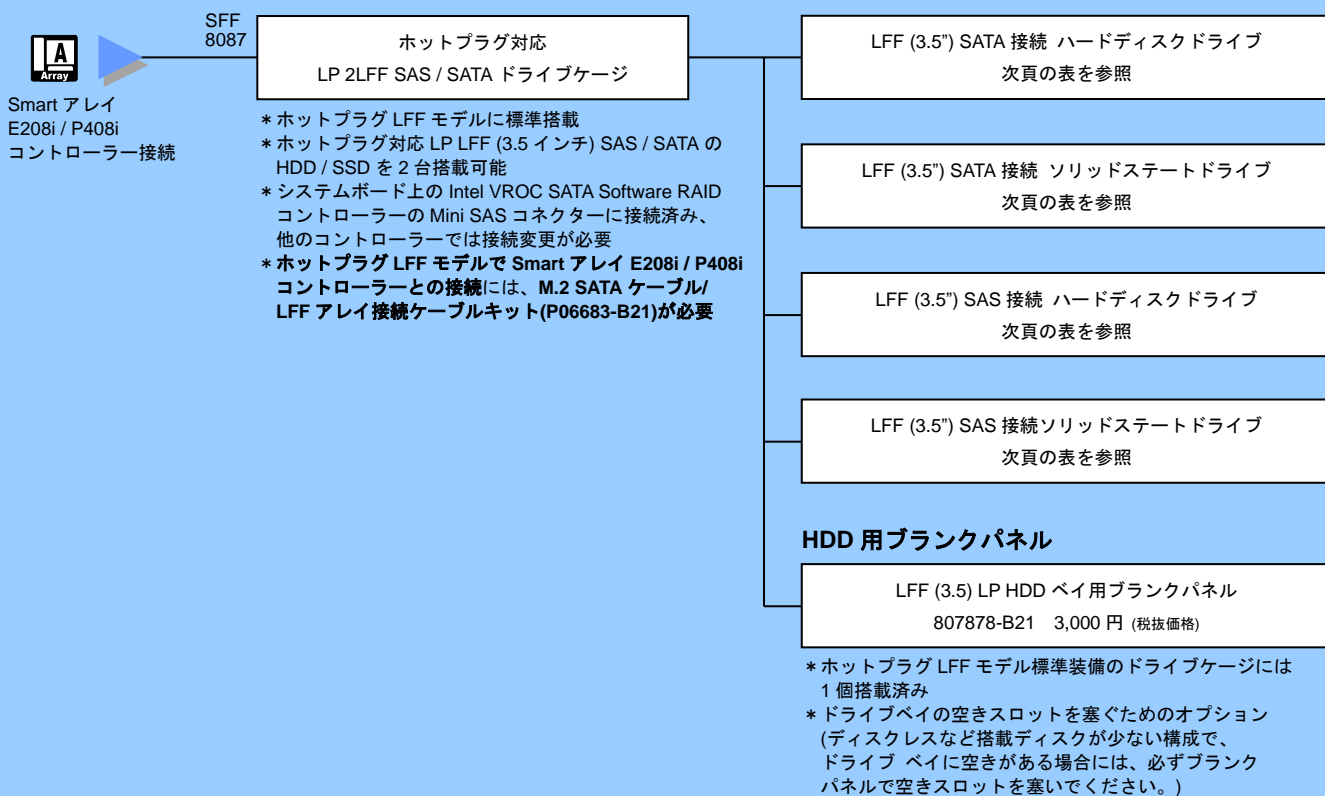 A
Array
Smart アレイ
E208i / P408i
コントローラー接続
SFF
8087
ホットプラグ対応
LP 2LFF SAS / SATA ドライブケージ
* ホットプラグ LFF モデルに標準搭載
* ホットプラグ対応 LP LFF (3.5 インチ) SAS / SATA の
HDD / SSD を 2 台搭載可能
* システムボード上の Intel VROC SATA Software RAID
コントローラーの Mini SAS コネクターに接続済み、
他のコントローラーでは接続変更が必要
* ホットプラグ LFF モデルで Smart アレイ E208i / P408i
コントローラーとの接続には、M.2 SATA ケーブル/
LFF アレイ接続ケーブルキット(P06683-B21)が必要
LFF (3.5”) SATA 接続 ハードディスクドライブ
次頁の表を参照
LFF (3.5”) SATA 接続 ソリッドステートドライブ
次頁の表を参照
LFF (3.5”) SAS 接続 ハードディスクドライブ
次頁の表を参照
LFF (3.5”) SAS 接続ソリッドステートドライブ
次頁の表を参照
HDD 用ブランクパネル
LFF (3.5) LP HDD ベイ用ブランクパネル
807878-B21 3,000 円 (税抜価格)
* ホットプラグ LFF モデル標準装備のドライブケージには
1 個搭載済み
* ドライブベイの空きスロットを塞ぐためのオプション
(ディスクレスなど搭載ディスクが少ない構成で、
ドライブ ベイに空きがある場合には、必ずブランク
パネルで空きスロットを塞いでください。)